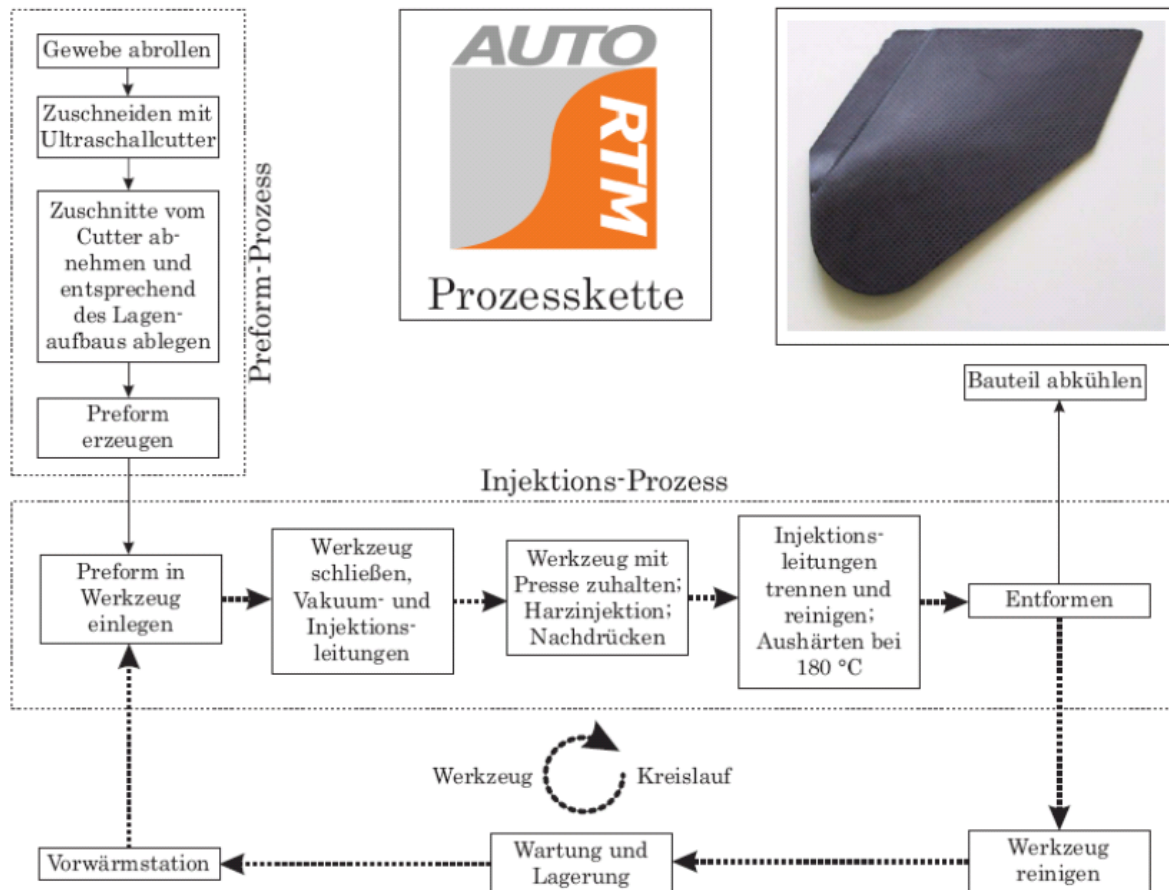 Gewebe abrollen
Zuschneiden mit
Ultraschallcutter
Zuschnitte vom
Cutter ab-
nehmen und
entsprechend
des Lagen-
aufbaus ablegen
Preform
erzeugen
Preform-Prozess
AUTO
RTM
Prozesskette
Bauteil abkühlen
Injektions-Prozess
Preform in
Werkzeug
einlegen
Werkzeug
schließen,
Vakuum- und
Injektions-
leitungen
Werkzeug mit
Presse zuhalten;
Harzinjektion;
Nachdrücken
Injektions-
leitungen
trennen und
reinigen;
Aushärten bei
180 °C
Entformen
Werkzeug Kreislauf
Vorwärmstation
Wartung und
Lagerung
Werkzeug
reinigen